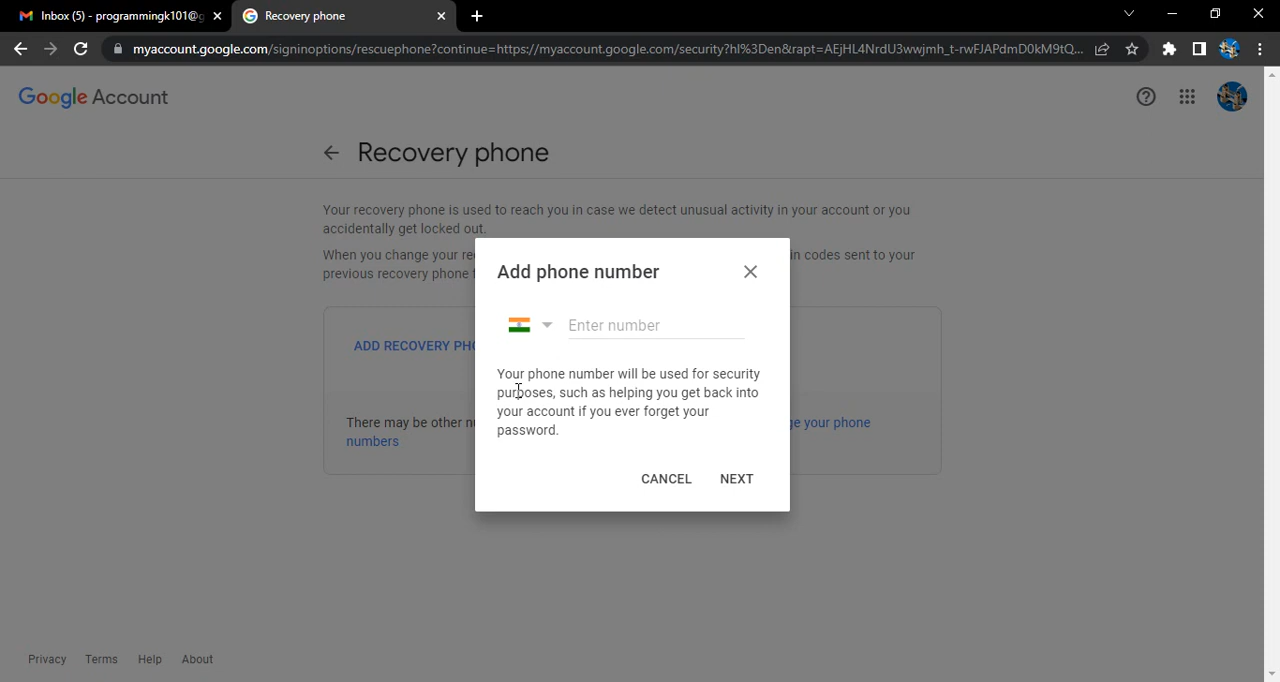 Inbox (5) - programmingk101@g
Recovery phone
myaccount.google.com/signinoptions/rescuephone?continue=https://myaccount.google.com/security?hl%3Den&rapt=AEjHL4NrdU3wwjmh_t-rwFJAPdmD0kM9tQ...
Google Account
Recovery phone
Your recovery phone is used to reach you in case we detect unusual activity in your account or you
accidentally get locked out.
When you change your re
n codes sent to your
previous recovery phone
Add phone number
Enter number
Your phone number will be used for security
purposes, such as helping you get back into
your account if you ever forget your
password.
CANCEL NEXT
ADD RECOVERY PHO
There may be other nu
ge your phone
numbers
Privacy Terms Help About